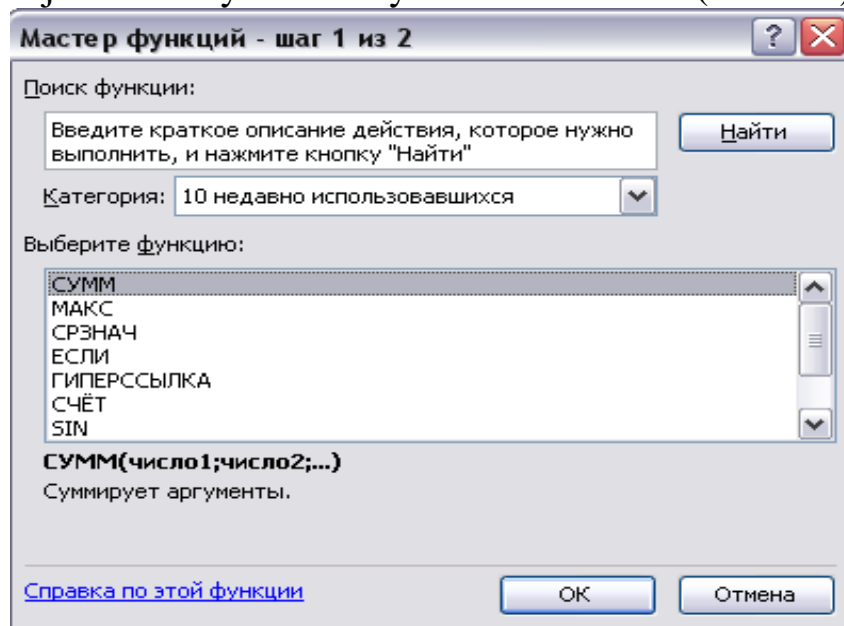 Мастер функций - шаг 1 из 2
Поиск функции:
Введите краткое описание действия, которое нужно
выполнить, и нажмите кнопку "Найти"
Найти
Категория: 10 недавно использовавшихся
Выберите функцию:
СУММ
МАКС
СРЗНАЧ
ЕСЛИ
ГИПЕРССЫЛКА
СЧЁТ
SIN
СУММ(число1;число2;...)
Суммирует аргументы.
Справка по этой функции
ОК
Отмена